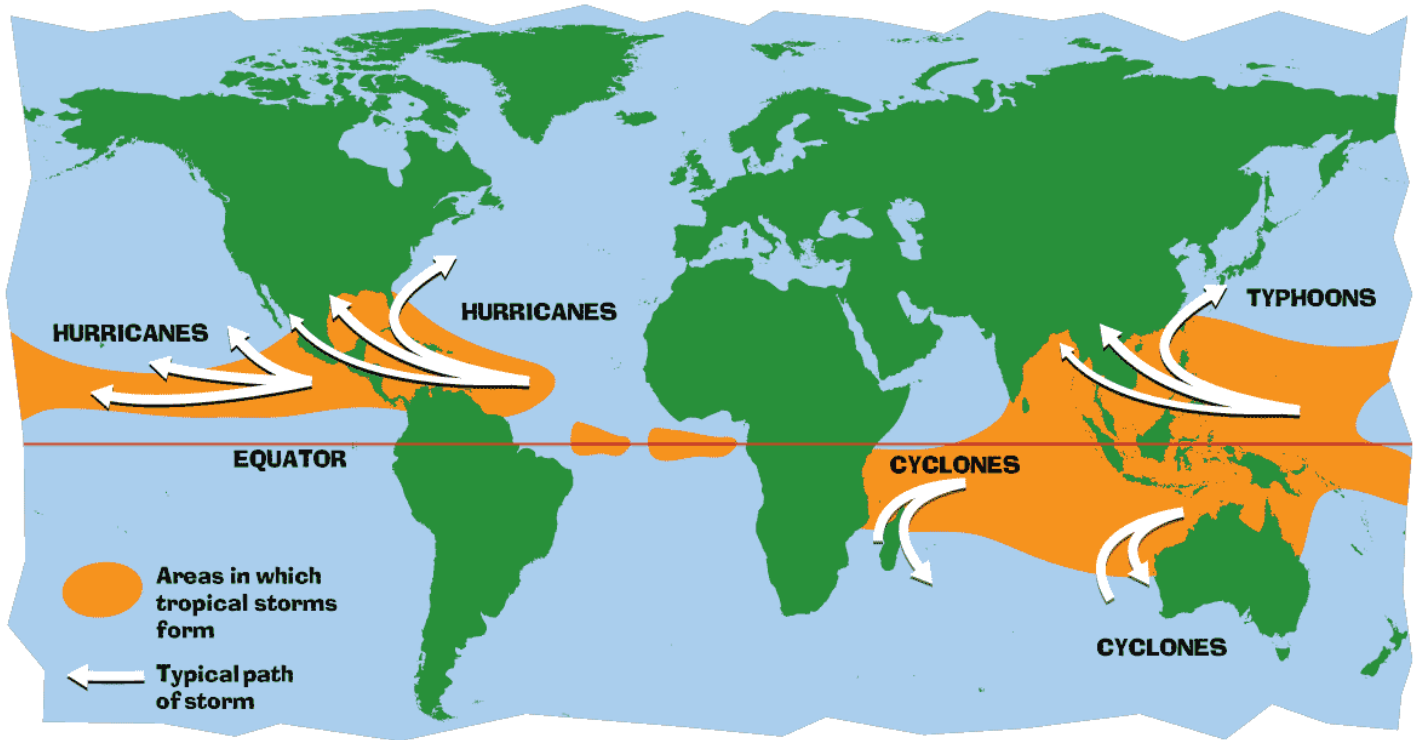 TYPHOONS
HURRICANES
HURRICANES
EQUATOR
CYCLONES
Areas in which
tropical storms
form
CYCLONES
Typical path
of storm